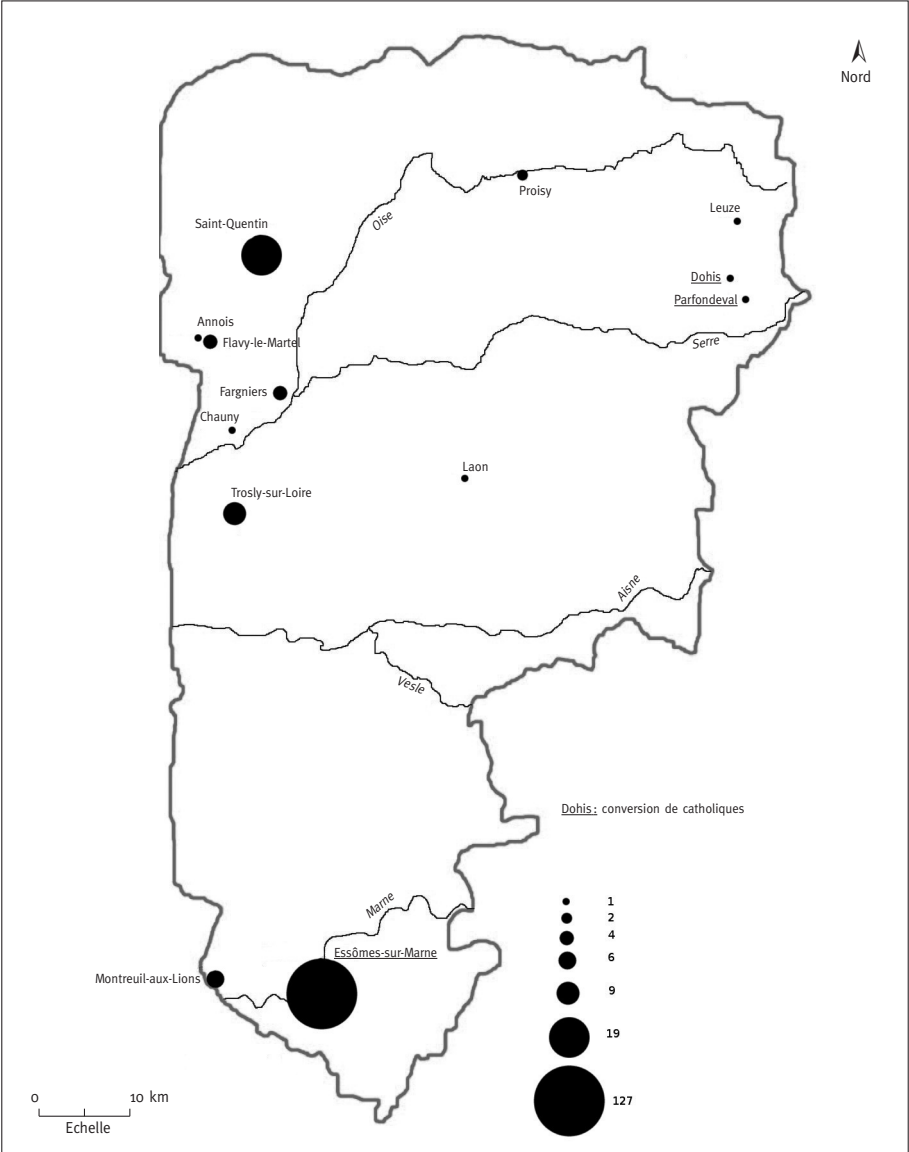 Nord
Proisy
Leuze
Saint-Quentin
Oise
Dohis
Parfondeval
Annois
Flavy-le-Martel
Serre
Fargniers
Chauny
Laon
Trosly-sur-Loire
Aisne
Vesle
Dohis: conversion de catholiques
Marne
1
2
4
Essômes-sur-Marne
6
Montreuil-aux-Lions
9
19
0 10 km
127
Echelle